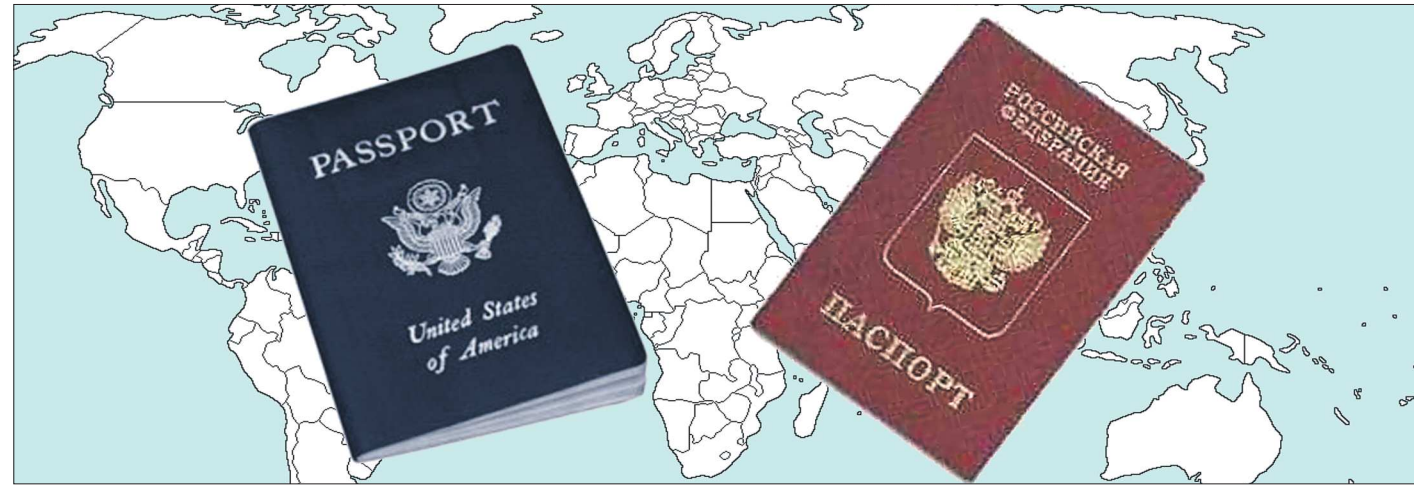 PASSPORT
United States
of America
РОССИЙСКАЯ
ФЕДЕРАЦИЯ
ПАСПОРТ